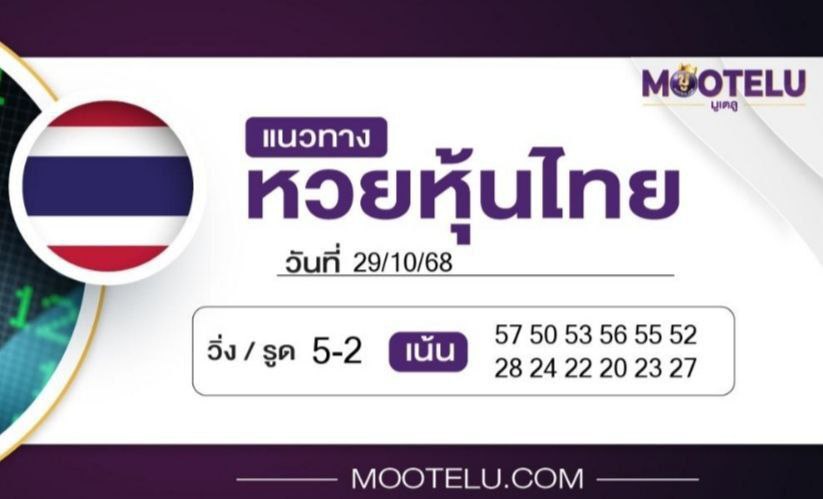 MOOTELU
มูเตลู
แนวทาง
หวยหุ้นไทย
วันที่ 29/10/68
วิ่ง / รูด 5-2 เน้น
57 50 53 56 55 52
28 24 22 20 23 27
MOOTELU.COM